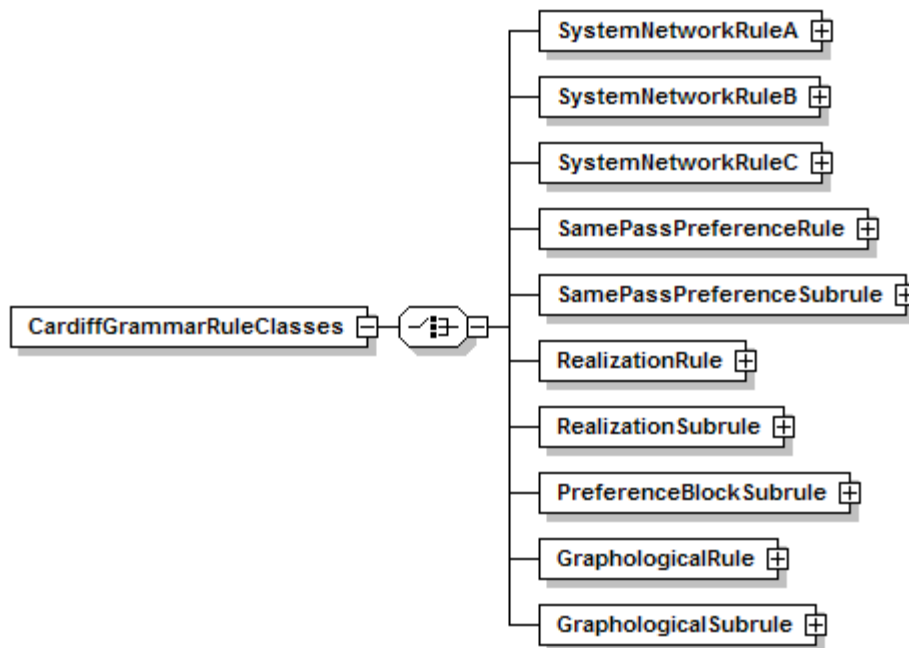 SystemNetworkRuleA
SystemNetworkRuleB
SystemNetworkRuleC
SamePassPreferenceRule
SamePassPreferenceSubrule
CardiffGrammarRuleClasses
RealizationRule
RealizationSubrule
PreferenceBlockSubrule
GraphologicalRule
GraphologicalSubrule